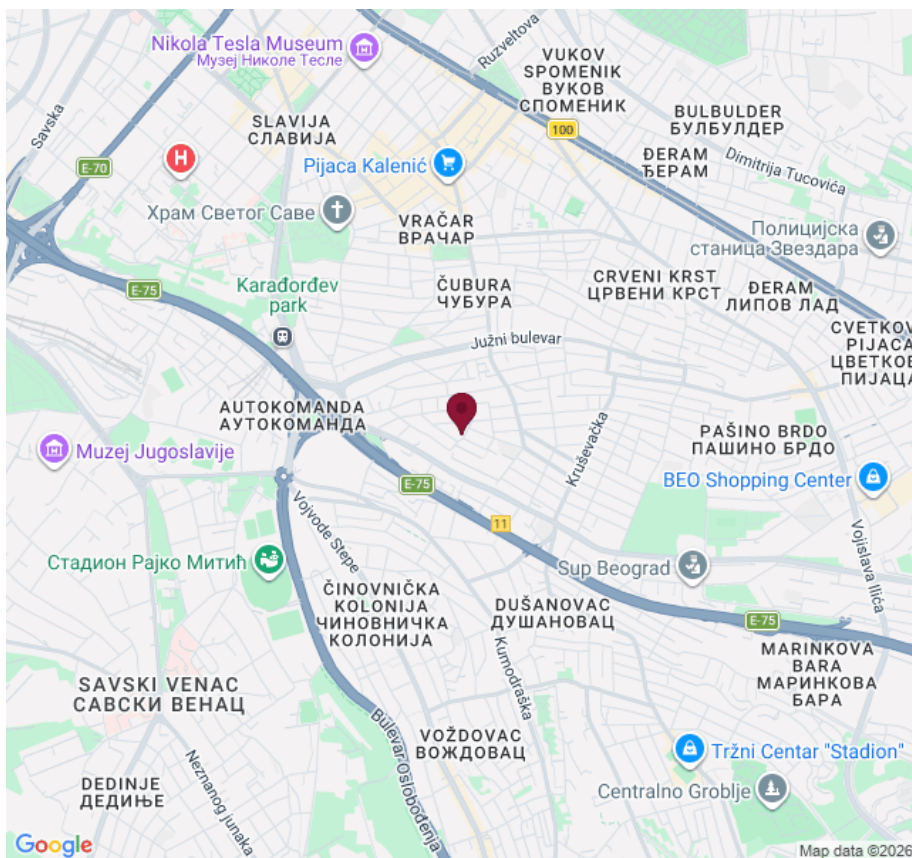 Nikola Tesla Museum
Музеј Николе Тесле
Ruzveltova
VUKOV
SPOMENIK
ВУКОВ
СПОМЕНИК
Savska
SLAVIJA
СЛАВИЈА
100
BULBULDER
БУЛБУЛДЕР
H
E-70
Pijaca Kalenić
ĐERAM
ЂЕРАМ
Dimitrija Tucovića
Храм Светог Саве
VRAČAR
ВРАЧАР
Полицијска
станица Звездара
E-75
Karađorđev
park
ČUBURA
ЧУБУРА
CRVENI KRST
ЦРВЕНИ КРСТ
ĐERAM
ЛИПОВ ЛАД
Južni bulevar
CVETKOV
PIJACA
ЦВЕТКОВ
ПИЈАЦА
AUTOKOMANDA
АУТОКОМАНДА
Kruševačka
PAŠINO BRDO
ПАШИНО БРДО
Muzej Jugoslavije
BEO Shopping Center
E-75
Vojvode Stepe
11
Vojislava Ilića
Стадион Рајко Митић
Sup Beograd
ČINOVNIČKA
KOLONIJA
ЧИНОВНИЧКА
КОЛОНИЈА
DUŠANOVAC
ДУШАНОВАЦ
E-75
Kumodraška
MARINKOVA
BARA
МАРИНКОВА
БАРА
SAVSKI VENAC
САВСКИ ВЕНАЦ
Bulevar Oslobođenja
VOŽDOVAC
ВОЖДОВАЦ
Tržni Centar "Stadion"
Neznanog junaka
DEDINJE
ДЕДИЊЕ
Centralno Groblje
Google
Map data ©2026